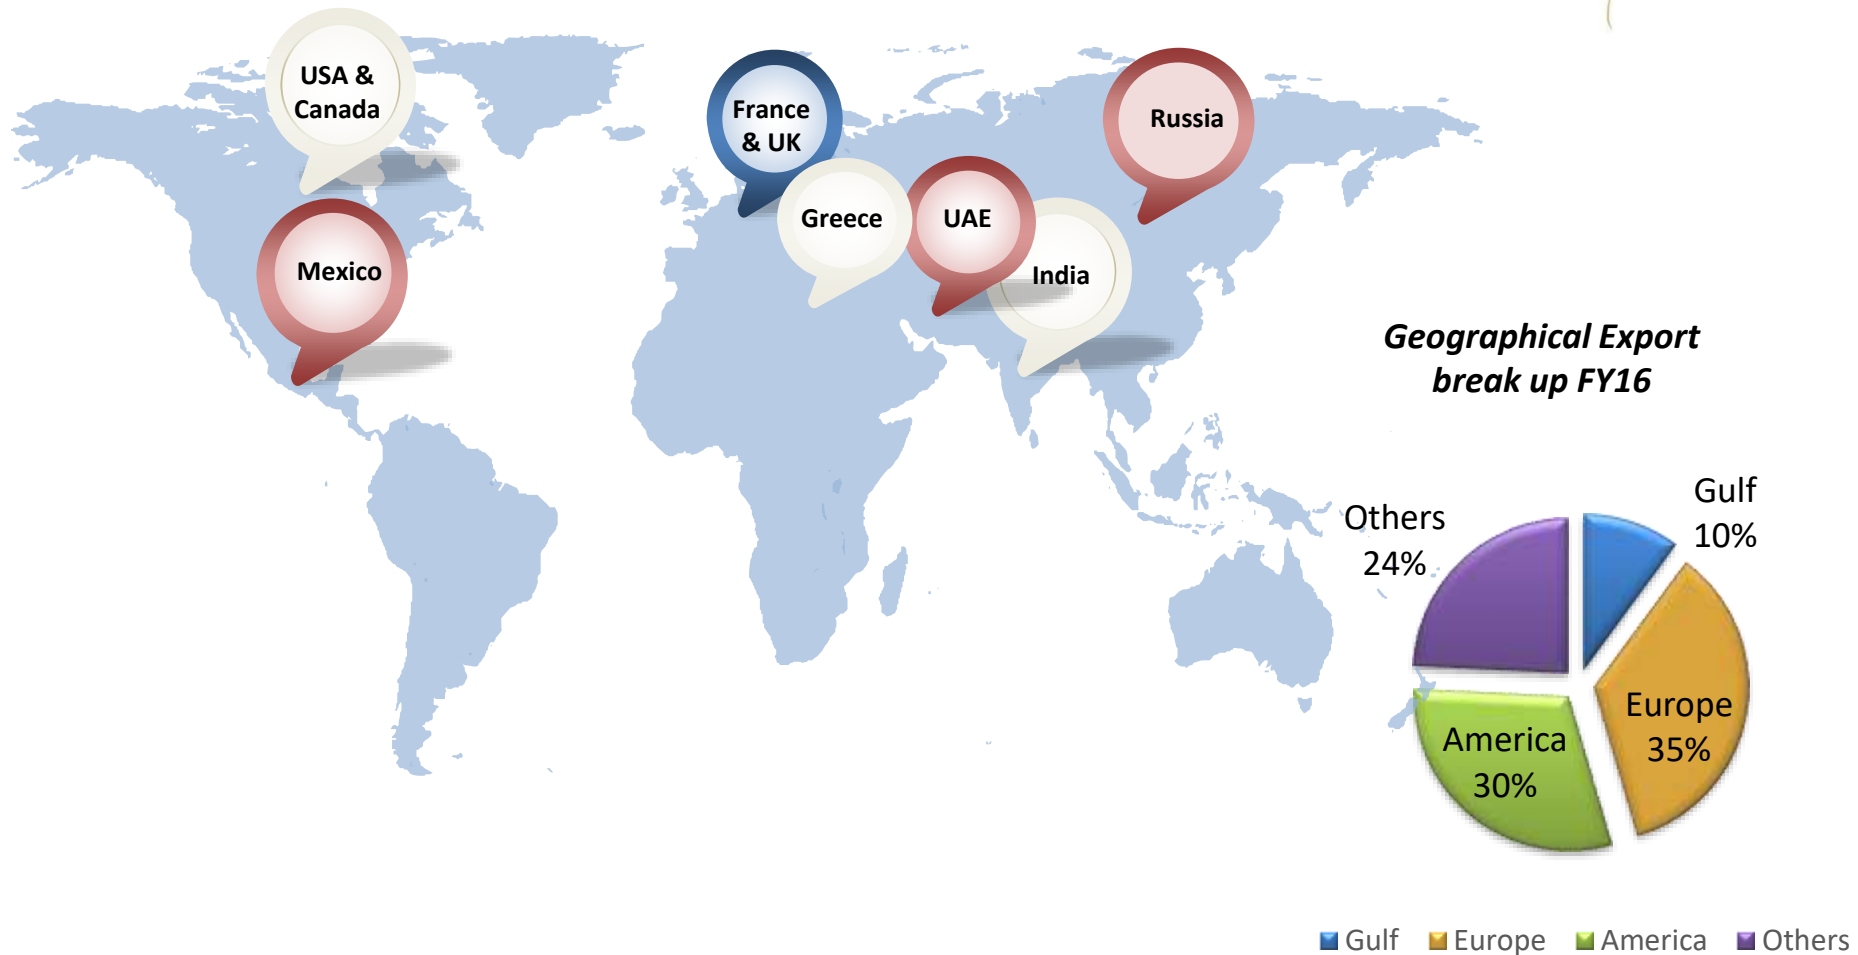 USA &
Canada
France
& UK
Russia
Greece
UAE
Mexico
India
Geographical Export
break up FY16
Gulf
10%
Others
24%
Europe
35%
America
30%
Gulf Europe America Others